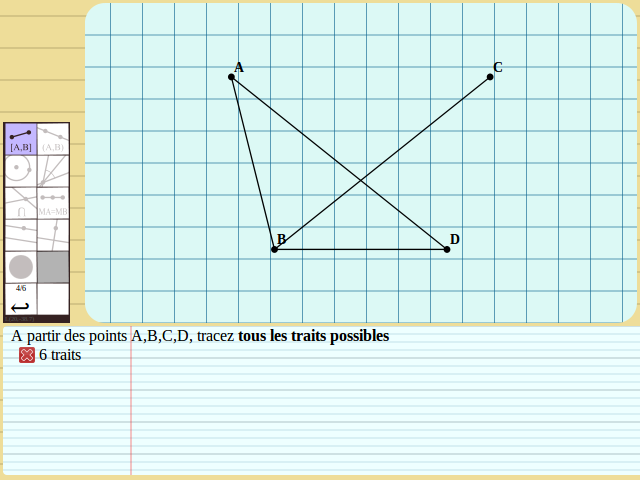 A
C
B
D
[A,B]
(A,B)
∩
MA=MB
4/6
A partir des points A,B,C,D, tracez tous les traits possibles
6 traits